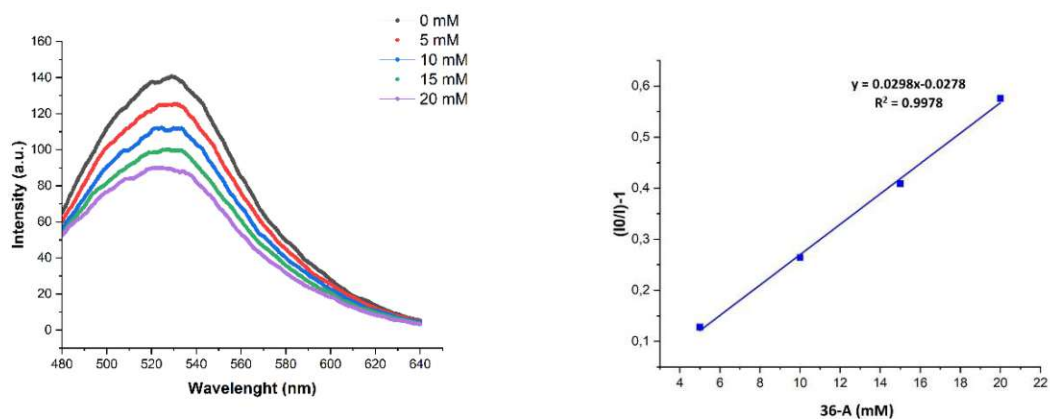 0 mM
5 mM
10 mM
15 mM
20 mM
160
140
120
100
80
60
40
20
0
Intensity (a.u.)
480 500 520 540 560 580 600 620 640
Wavelenght (nm)
y = 0.0298x-0.0278
R² = 0.9978
0,6
0,5
0,4
0,3
0,2
0,1
(I0/I)-1
4 6 8 10 12 14 16 18 20 22
36-A (mM)